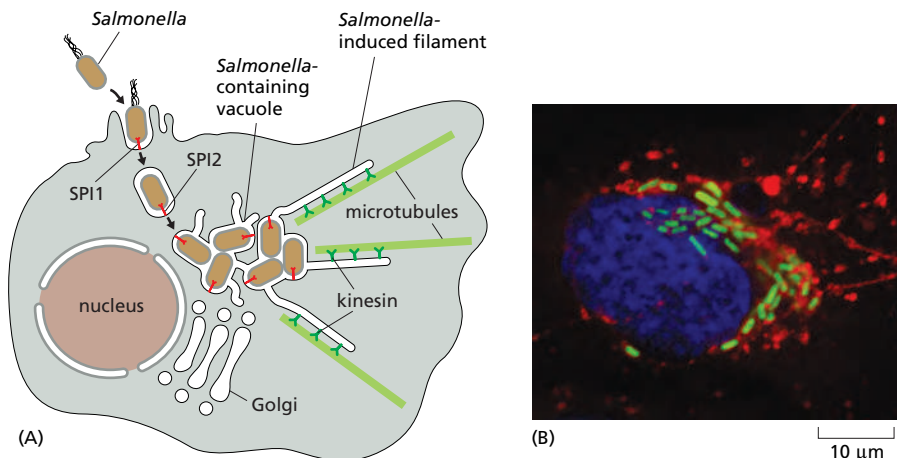 Salmonella
Salmonella-
induced filament
Salmonella-
containing
vacuole
SPI1
SPI2
microtubules
nucleus
kinesin
Golgi
(A)
(B)
10 µm